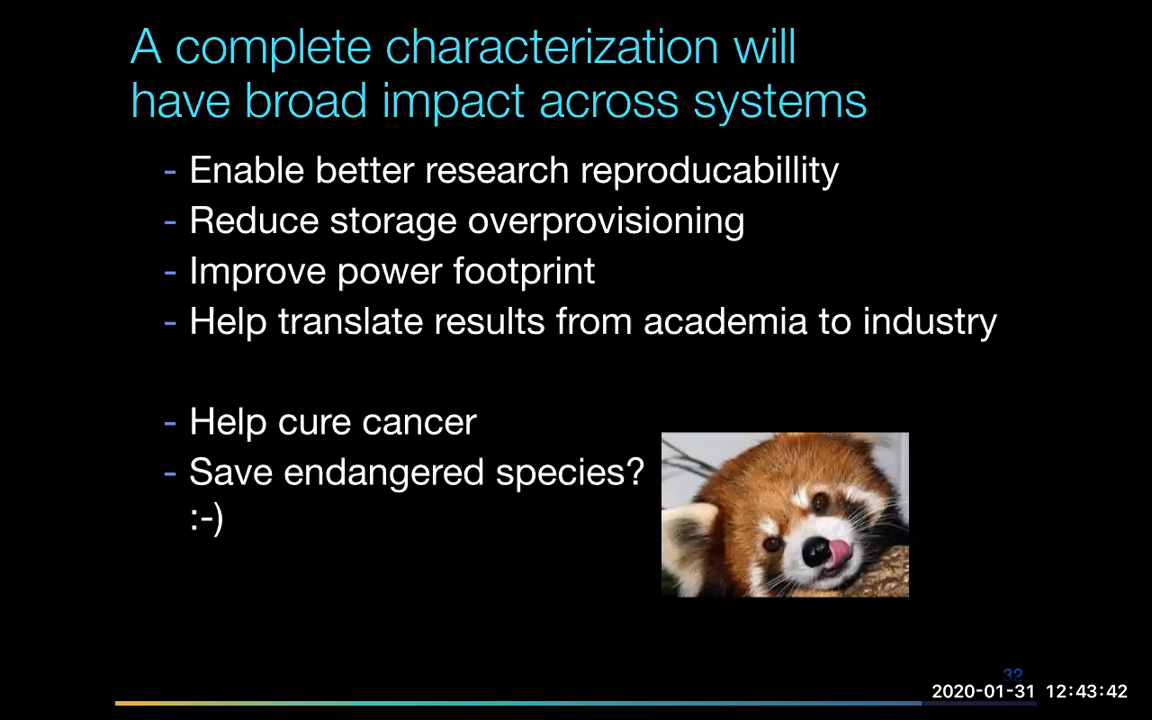 A complete characterization will
have broad impact across systems
- Enable better research reproducabillity
- Reduce storage overprovisioning
- Improve power footprint
- Help translate results from academia to industry
- Help cure cancer
- Save endangered species?
:-)
32
2020-01-31 12:43:42